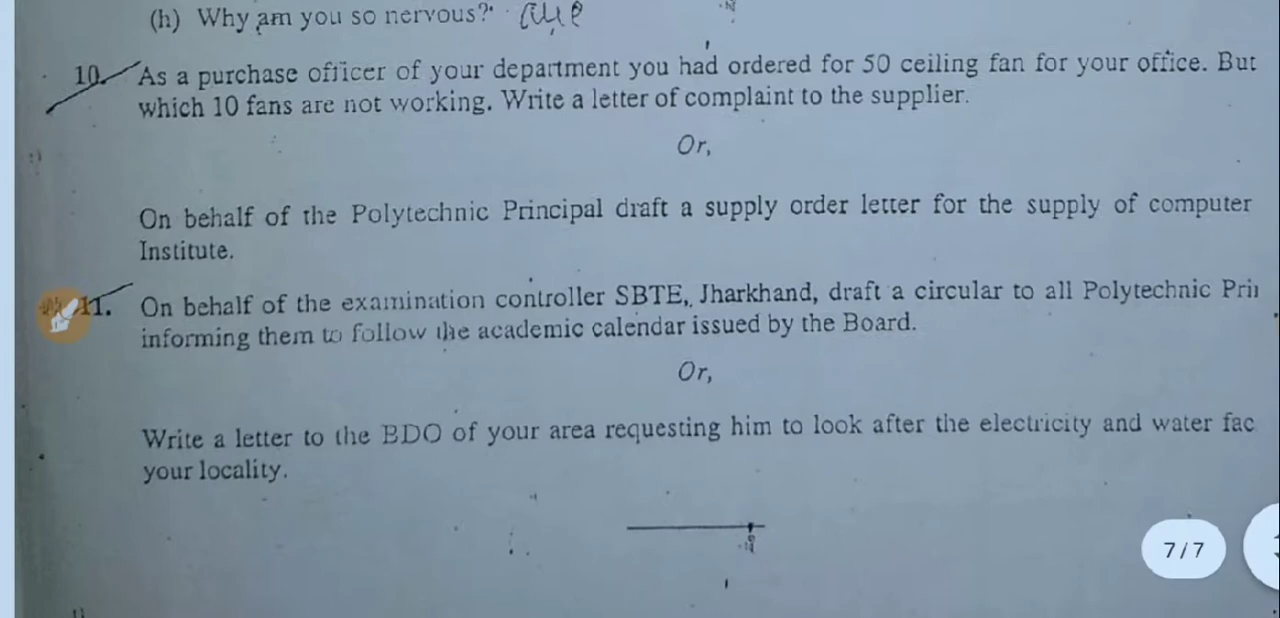 (h) Why am you so nervous? are
10. As a purchase officer of your department you had ordered for 50 ceiling fan for your office. But
which 10 fans are not working. Write a letter of complaint to the supplier.
Or,
On behalf of the Polytechnic Principal draft a supply order letter for the supply of computer
Institute.
11. On behalf of the examination controller SBTE, Jharkhand, draft a circular to all Polytechnic Prin
informing them to follow the academic calendar issued by the Board.
Or,
Write a letter to the BDO of your area requesting him to look after the electricity and water fac
your locality.
7/7